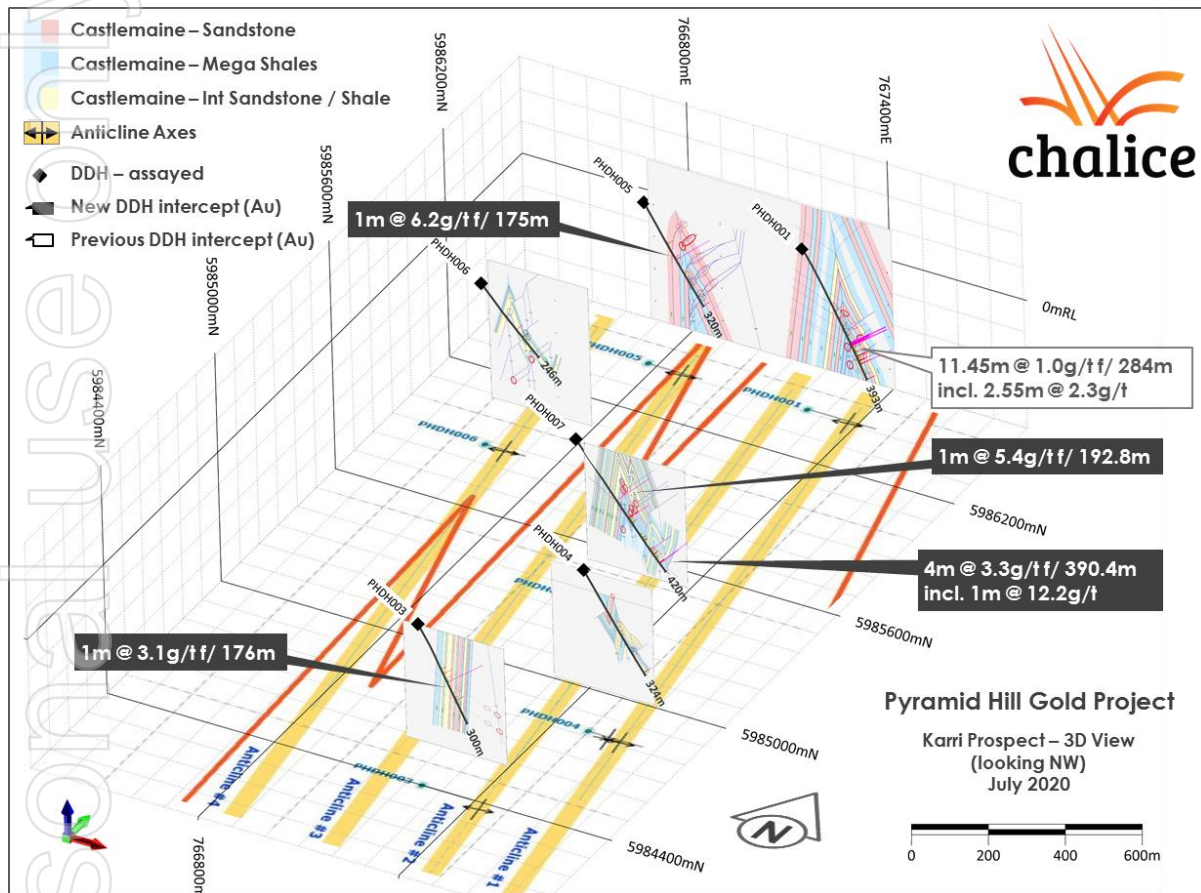 Castlemaine – Sandstone
Castlemaine – Mega Shales
Castlemaine – Int Sandstone / Shale
Anticline Axes
DDH – assayed
New DDH intercept (Au)
Previous DDH intercept (Au)
chalice
5986200mN
5985600mN
5985000mN
5984400mN
766800mE
767400mE
0mRL
PHDH005
320m
PHDH001
393m
PHDH006
246m
PHDH007
420m
PHDH004
324m
PHDH003
300m
1m @ 6.2g/t f/ 175m
11.45m @ 1.0g/t f/ 284m
incl. 2.55m @ 2.3g/t
1m @ 5.4g/t f/ 192.8m
4m @ 3.3g/t f/ 390.4m
incl. 1m @ 12.2g/t
1m @ 3.1g/t f/ 176m
PHDH005
PHDH001
PHDH006
PHDH004
PHDH003
5986200mN
5985600mN
5985000mN
5984400mN
Anticline #4
Anticline #3
Anticline #2
Anticline #1
Pyramid Hill Gold Project
Karri Prospect – 3D View
(looking NW)
July 2020
N
0 200 400 600m